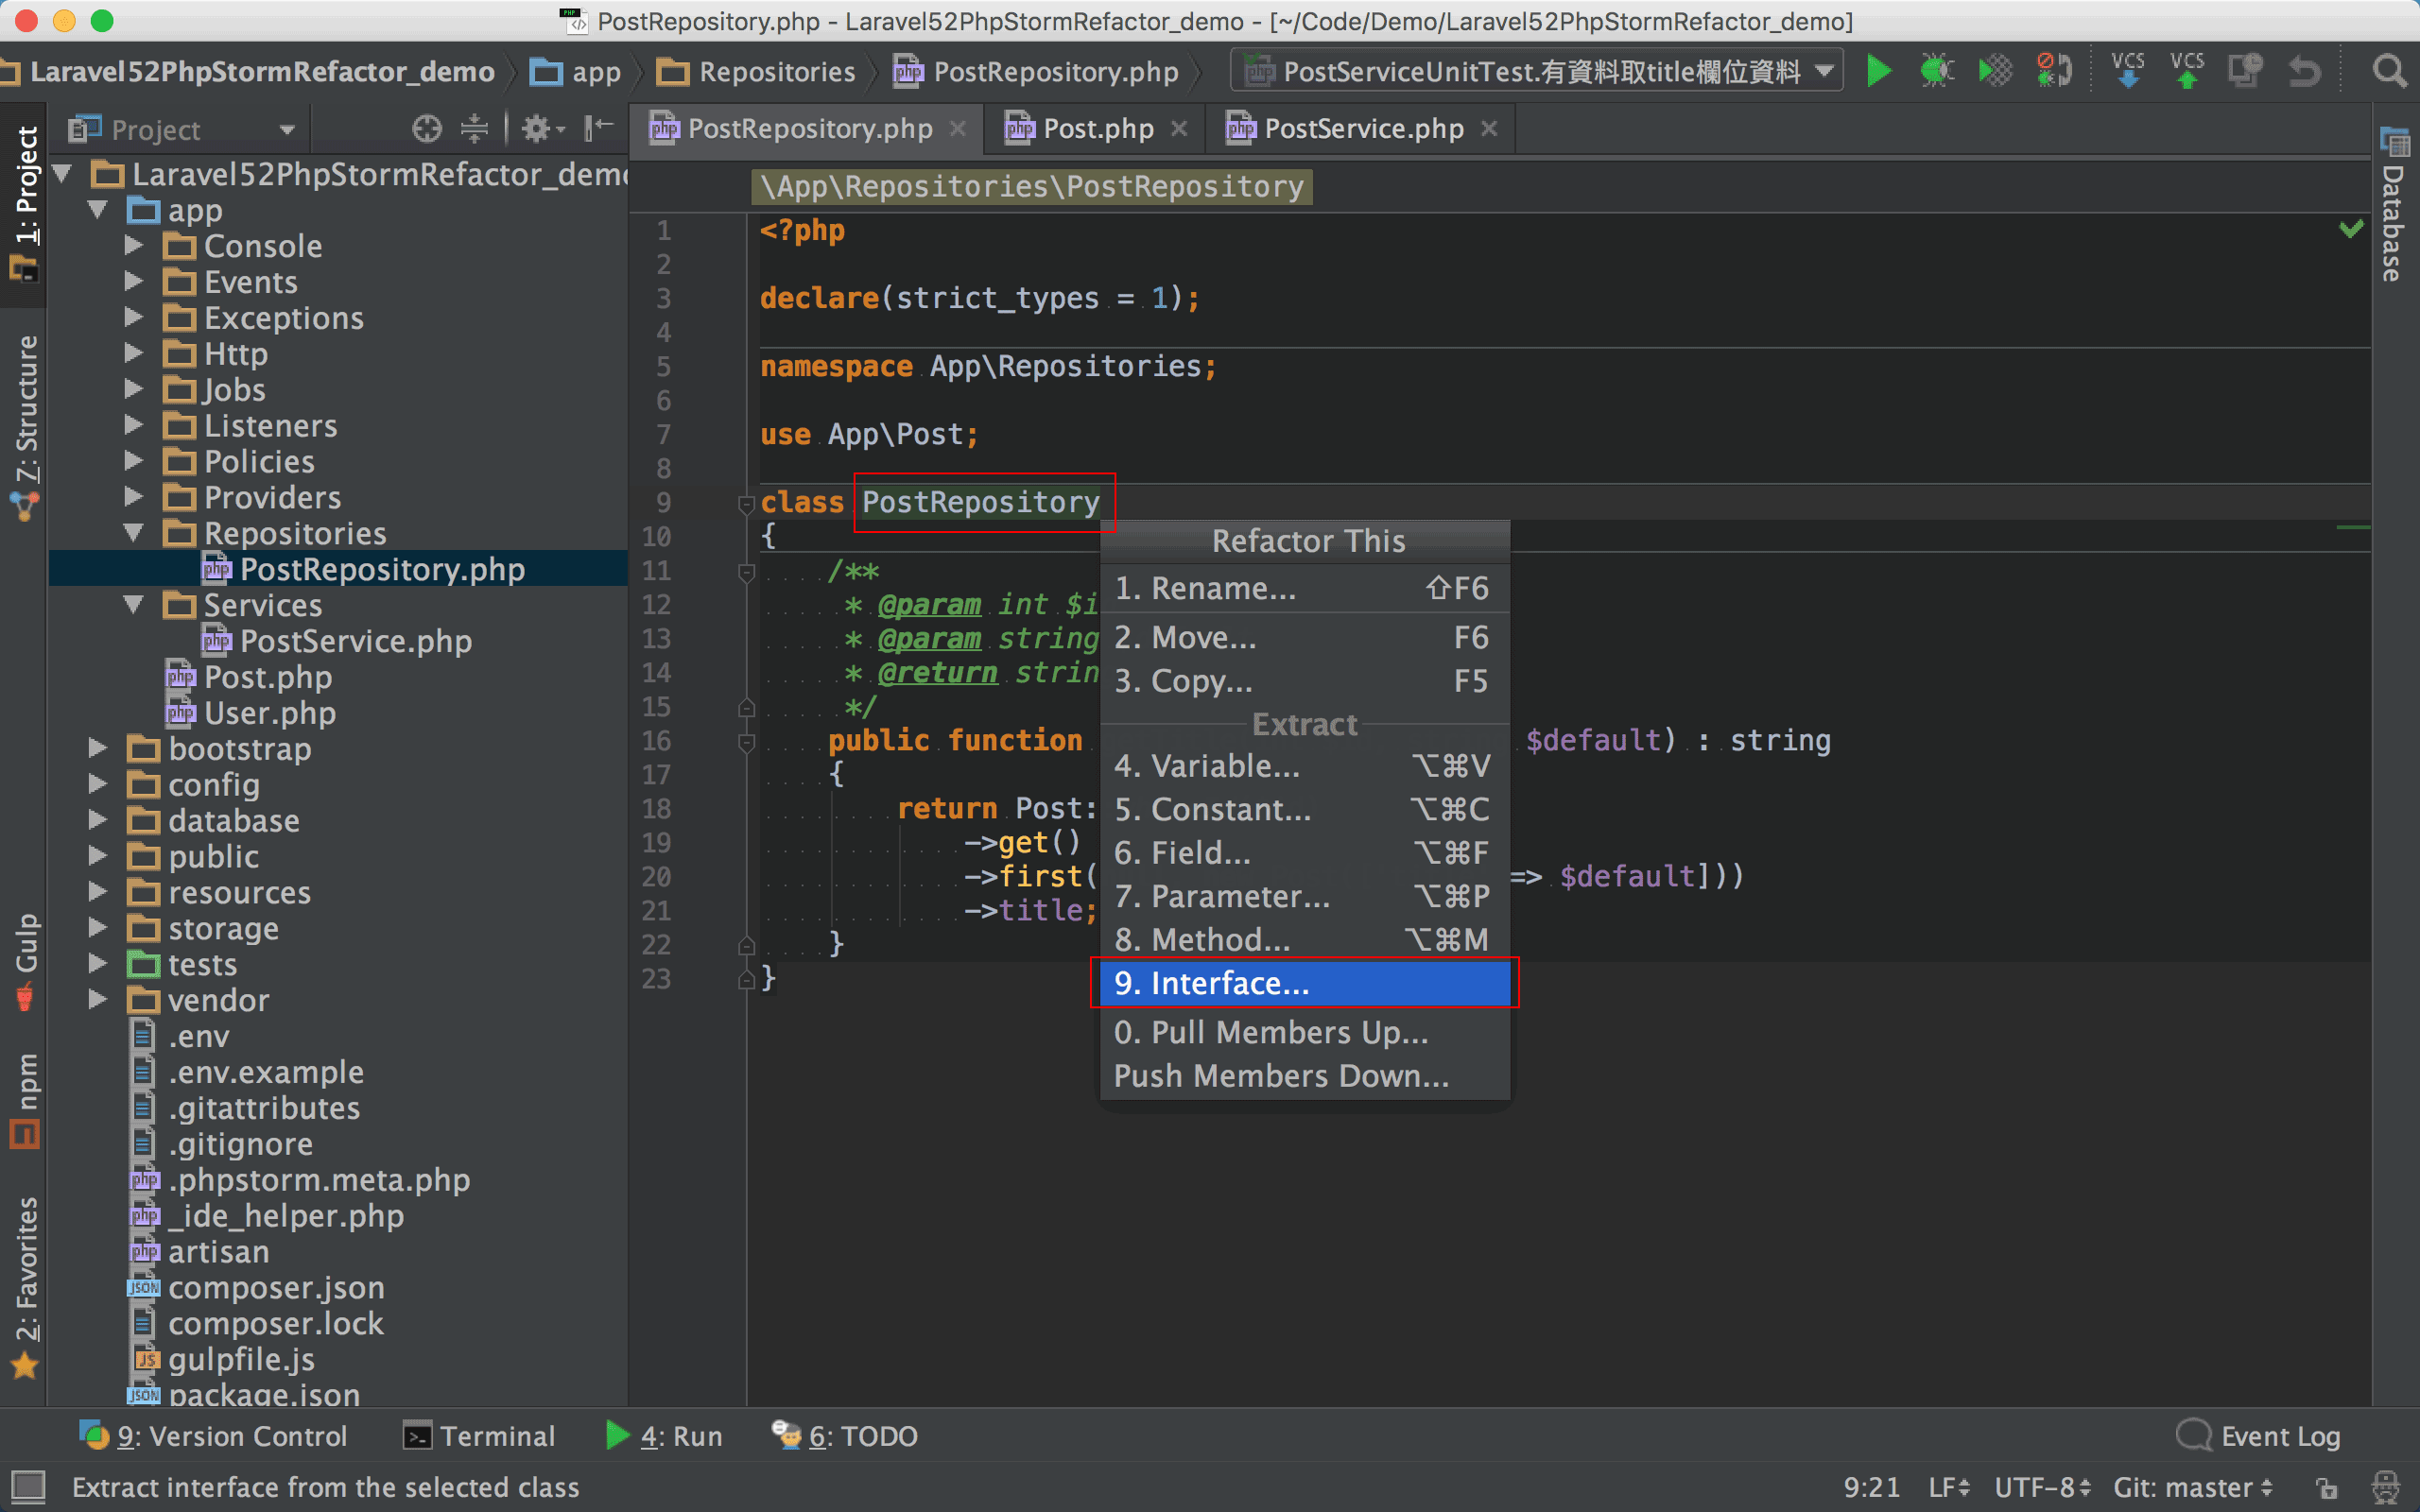 PostRepository.php - Laravel52PhpStormRefactor_demo - [~/Code/Demo/Laravel52PhpStormRefactor_demo]
Laravel52PhpStormRefactor_demo app Repositories PostRepository.php PostServiceUnitTest.有資料取title欄位資料 VCS VCS
Project
PostRepository.php Post.php PostService.php
1: Project
Z: Structure
Gulp
npm
2: Favorites
Laravel52PhpStormRefactor_demo
app
Console
Events
Exceptions
Http
Jobs
Listeners
Policies
Providers
Repositories
PostRepository.php
Services
PostService.php
Post.php
User.php
bootstrap
config
database
public
resources
storage
tests
vendor
.env
.env.example
.gitattributes
.gitignore
.phpstorm.meta.php
_ide_helper.php
artisan
composer.json
composer.lock
gulpfile.js
package.json
\App\Repositories\PostRepository
1 <?php
2
3 declare(strict_types = 1);
4
5 namespace App\Repositories;
6
7 use App\Post;
8
9 class PostRepository
10 {
11 /**
12 * @param int $i
13 * @param string
14 * @return strin
15 */
16 public function $default) : string
17 {
18 return Post:
19 ->get()
20 ->first( => $default]))
21 ->title;
22 }
23 }
Refactor This
1. Rename... ⇧F6
2. Move... F6
3. Copy... F5
Extract
4. Variable... ⌥⌘V
5. Constant... ⌥⌘C
6. Field... ⌥⌘F
7. Parameter... ⌥⌘P
8. Method... ⌥⌘M
9. Interface...
0. Pull Members Up...
Push Members Down...
Database
9: Version Control Terminal 4: Run 6: TODO Event Log
Extract interface from the selected class 9:21 LF UTF-8 Git: master